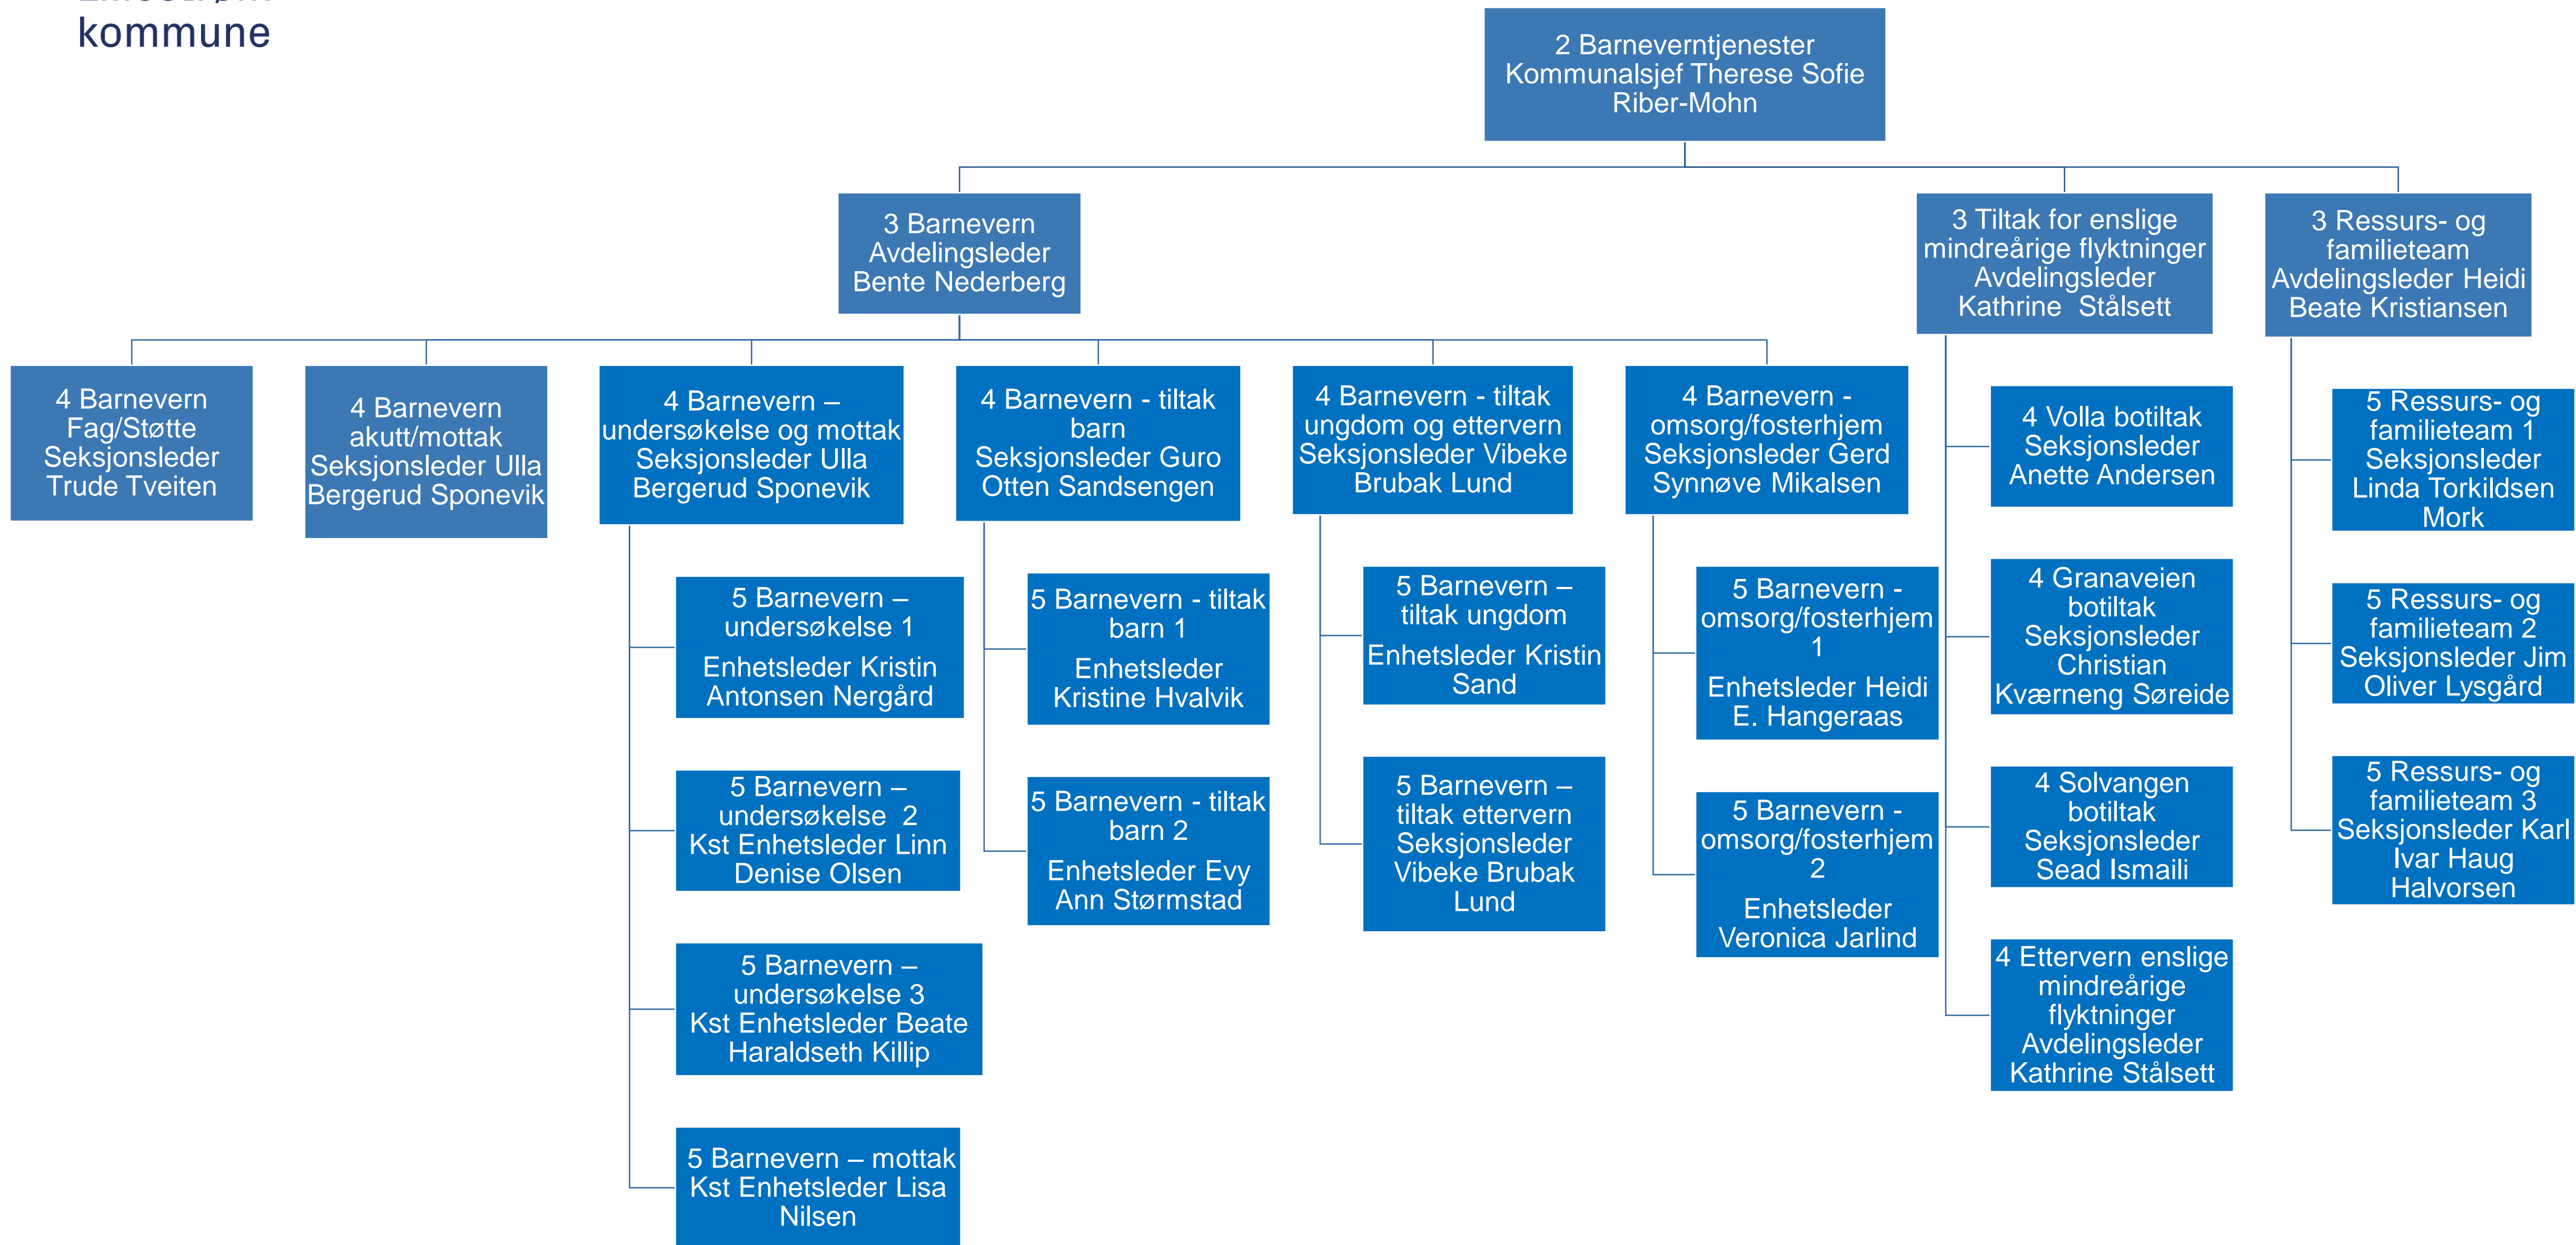 kommune
2 Barneverntjenester
Kommunalsjef Therese Sofie
Riber-Mohn
3 Barnevern
Avdelingsleder
Bente Nederberg
3 Tiltak for enslige
mindreårige flyktninger
Avdelingsleder
Kathrine  Stålsett
3 Ressurs- og
familieteam
Avdelingsleder Heidi
Beate Kristiansen
4 Barnevern
Fag/Støtte
Seksjonsleder
Trude Tveiten
4 Barnevern
akutt/mottak
Seksjonsleder Ulla
Bergerud Sponevik
4 Barnevern –
undersøkelse og mottak
Seksjonsleder Ulla
Bergerud Sponevik
5 Barnevern –
undersøkelse 1
Enhetsleder Kristin
Antonsen Nergård
5 Barnevern –
undersøkelse  2
Kst Enhetsleder Linn
Denise Olsen
5 Barnevern –
undersøkelse 3
Kst Enhetsleder Beate
Haraldseth Killip
5 Barnevern – mottak
Kst Enhetsleder Lisa
Nilsen
4 Barnevern - tiltak
barn
Seksjonsleder Guro
Otten Sandsengen
5 Barnevern - tiltak
barn 1
Enhetsleder
Kristine Hvalvik
5 Barnevern - tiltak
barn 2
Enhetsleder Evy
Ann Størmstad
4 Barnevern - tiltak
ungdom og ettervern
Seksjonsleder Vibeke
Brubak Lund
5 Barnevern –
tiltak ungdom
Enhetsleder Kristin
Sand
5 Barnevern –
tiltak ettervern
Seksjonsleder
Vibeke Brubak
Lund
4 Barnevern -
omsorg/fosterhjem
Seksjonsleder Gerd
Synnøve Mikalsen
5 Barnevern -
omsorg/fosterhjem
1
Enhetsleder Heidi
E. Hangeraas
5 Barnevern -
omsorg/fosterhjem
2
Enhetsleder
Veronica Jarlind
4 Volla botiltak
Seksjonsleder
Anette Andersen
4 Granaveien
botiltak
Seksjonsleder
Christian
Kværneng Søreide
4 Solvangen
botiltak
Seksjonsleder
Sead Ismaili
4 Ettervern enslige
mindreårige
flyktninger
Avdelingsleder
Kathrine Stålsett
5 Ressurs- og
familieteam 1
Seksjonsleder
Linda Torkildsen
Mork
5 Ressurs- og
familieteam 2
Seksjonsleder Jim
Oliver Lysgård
5 Ressurs- og
familieteam 3
Seksjonsleder Karl
Ivar Haug
Halvorsen